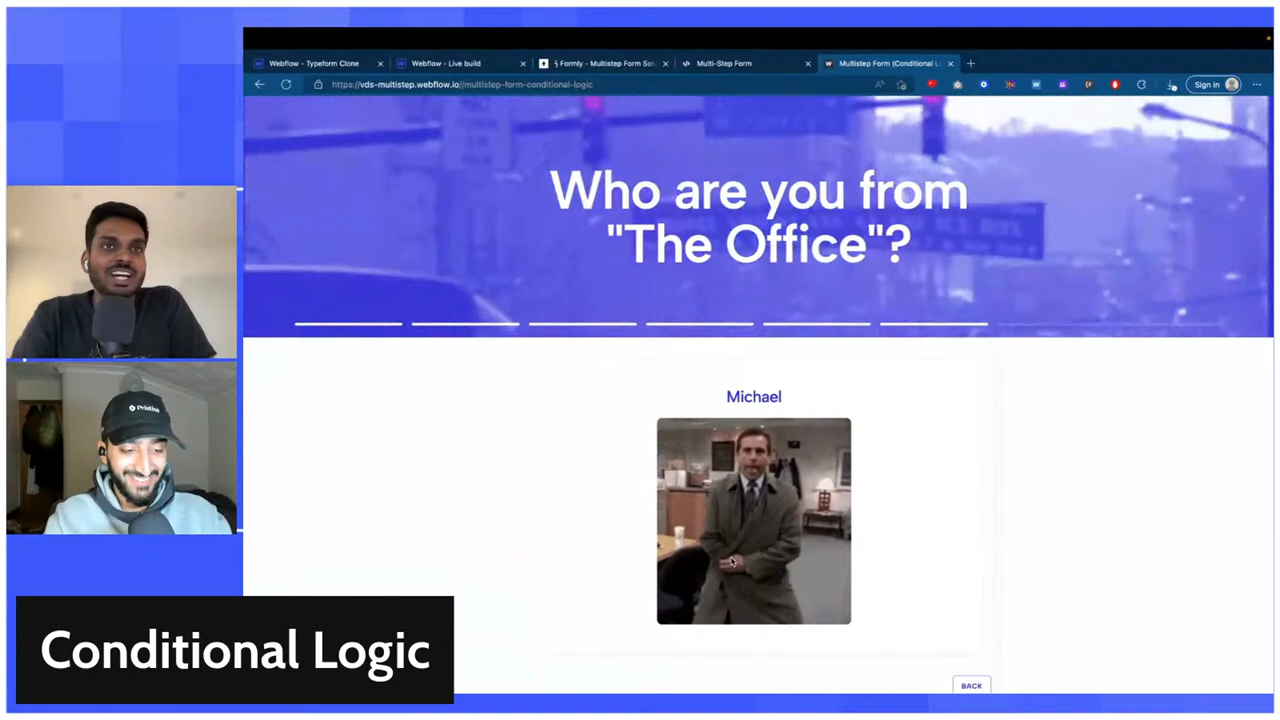 Webflow - Typeform Clone
Webflow - Live build
Formly - Multistep Form Sol
Multi-Step Form
Multistep Form (Conditional L
https://vds-multistep.webflow.io//multistep-form-conditional-logic
Sign in
Who are you from
"The Office"?
Michael
BACK
Pristine
Conditional Logic